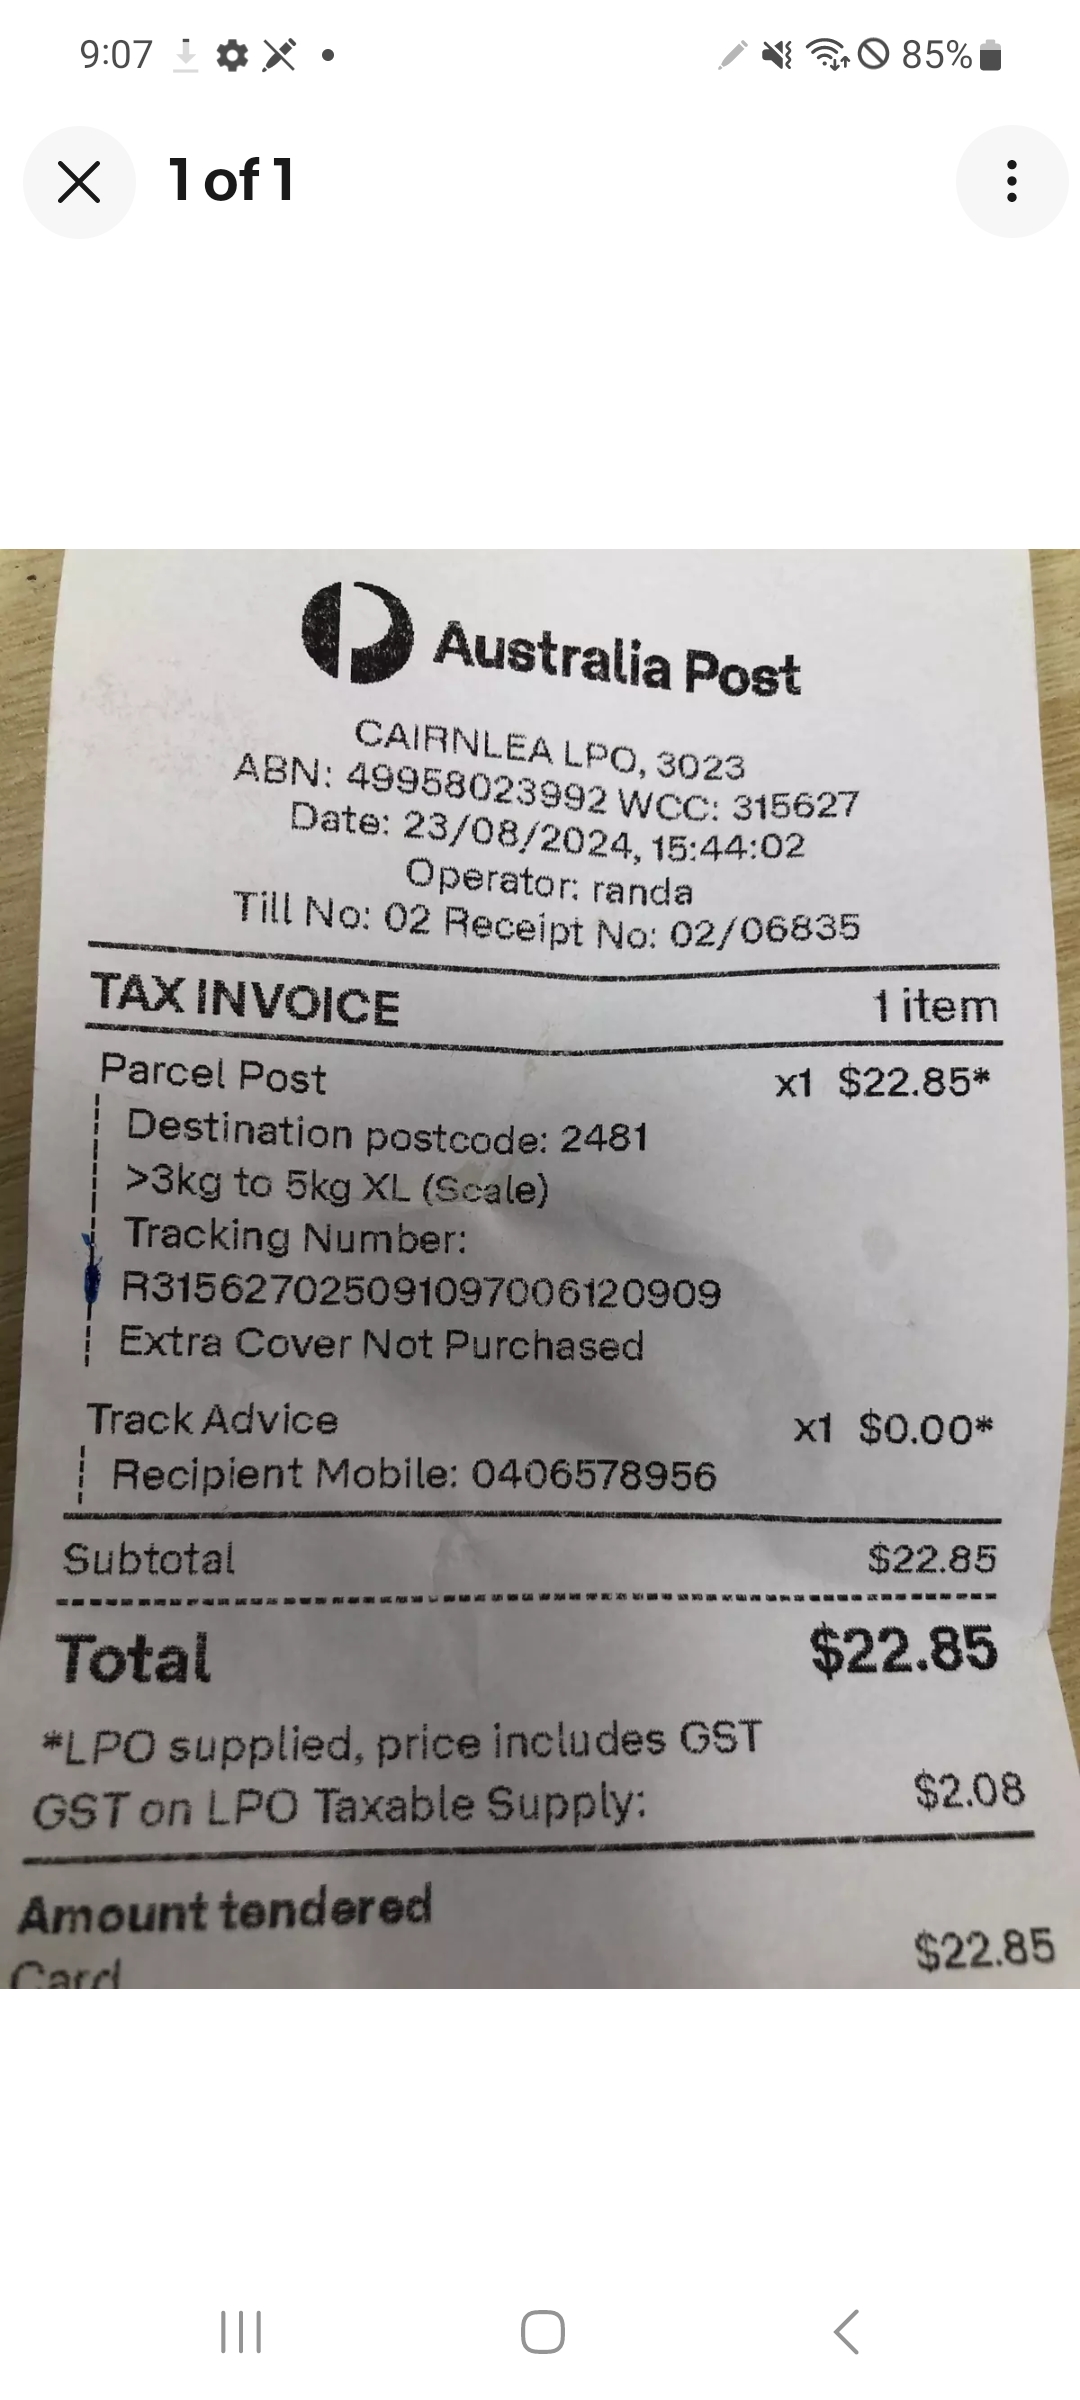 9:07
85%
1 of 1
Australia Post
CAIRNLEA LPO, 3023
ABN: 49958023992 WCC: 315627
Date: 23/08/2024, 15:44:02
Operator: randa
Till No: 02 Receipt No: 02/06835
TAX INVOICE 1 item
Parcel Post x1 $22.85*
Destination postcode: 2481
>3kg to 5kg XL (Scale)
Tracking Number:
R31562702509109700612​0909
Extra Cover Not Purchased
Track Advice x1 $0.00*
Recipient Mobile: 0406578956
Subtotal $22.85
Total $22.85
*LPO supplied, price includes GST
GST on LPO Taxable Supply: $2.08
Amount tendered
Card $22.85